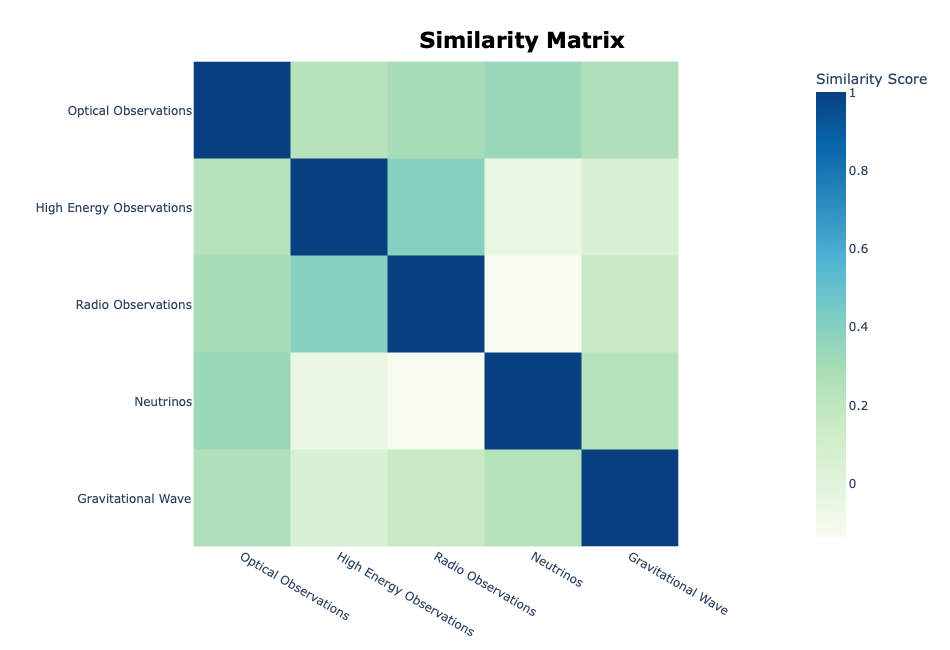 Similarity Matrix
Similarity Score
1
0.8
0.6
0.4
0.2
0
Optical Observations
High Energy Observations
Radio Observations
Neutrinos
Gravitational Wave
Optical Observations
High Energy Observations
Radio Observations
Neutrinos
Gravitational Wave